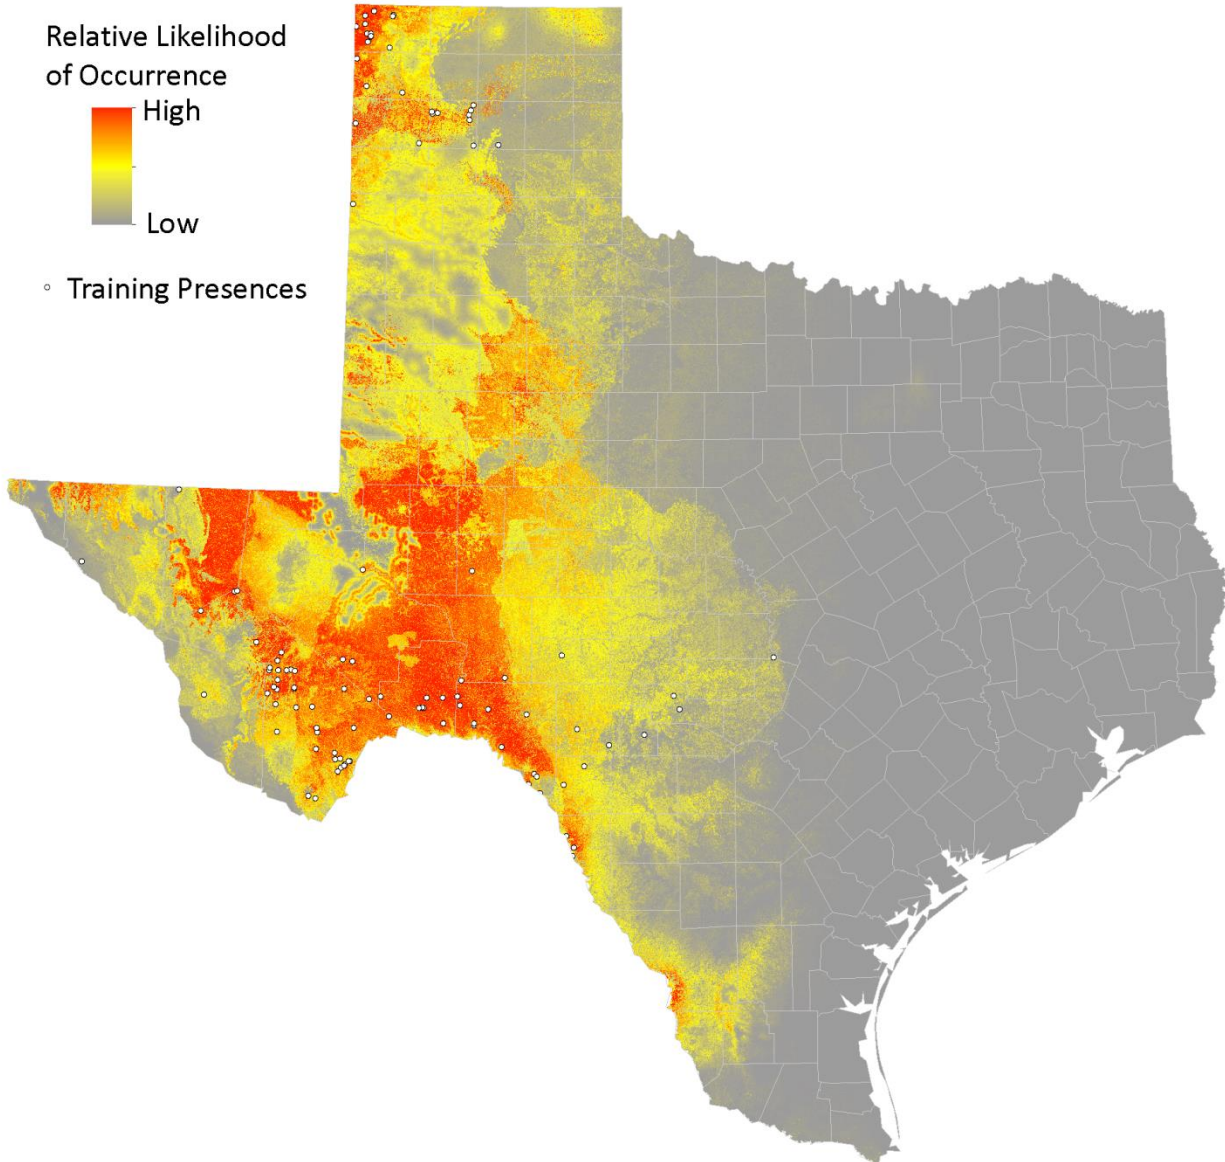 Relative Likelihood
of Occurrence
High
Low
Training Presences